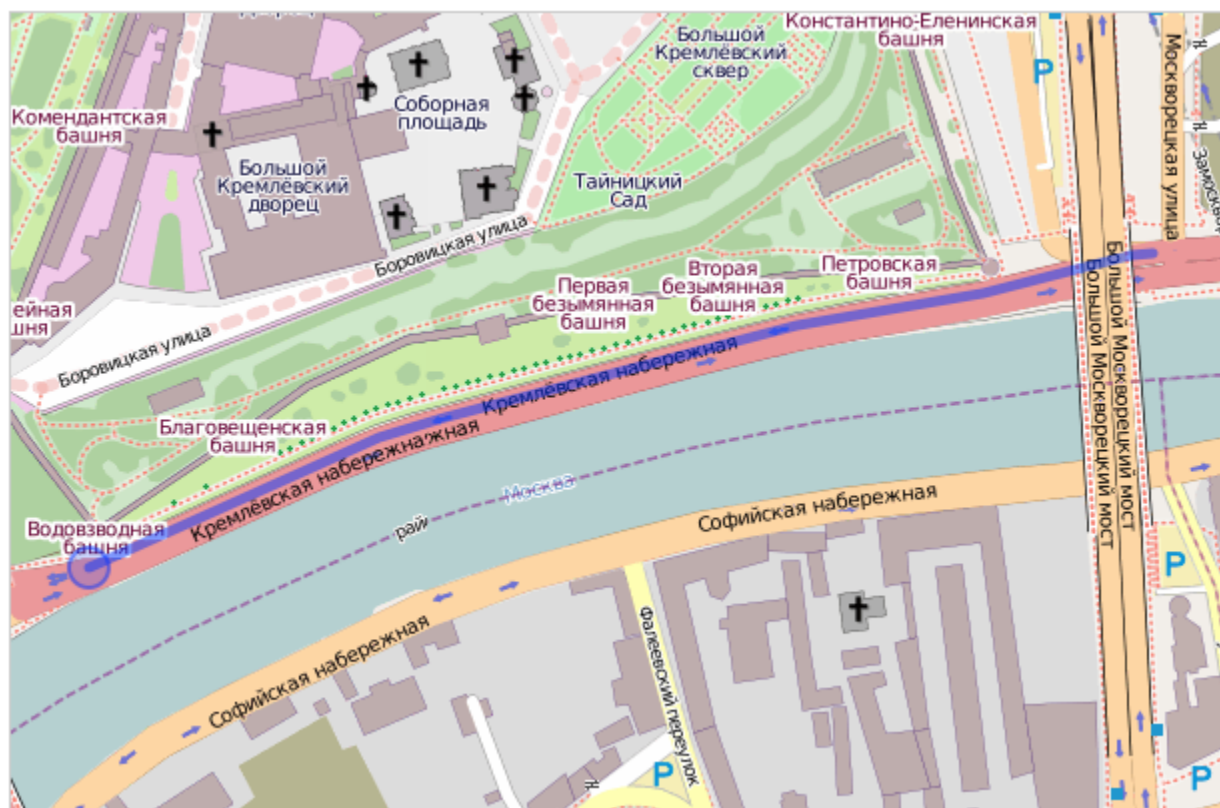 Константино-Еленинская
башня
Большой
Кремлёвский
сквер
P
Москворецкая улица
Соборная
площадь
Комендантская
башня
Большой
Кремлёвский
дворец
Тайницкий
Сад
Боровицкая улица
Вторая
безымянная
башня
Петровская
башня
Первая
безымянная
башня
ейная
Боровицкая улица
Большой Москворецкий мост
Большой Москворецкий мост
Кремлёвская набережная
Благовещенская
башня
Кремлёвская набережная
Москва
Софийская набережная
Водовзводная
башня
P
Фалеевский переулок
Софийская набережная
P
P